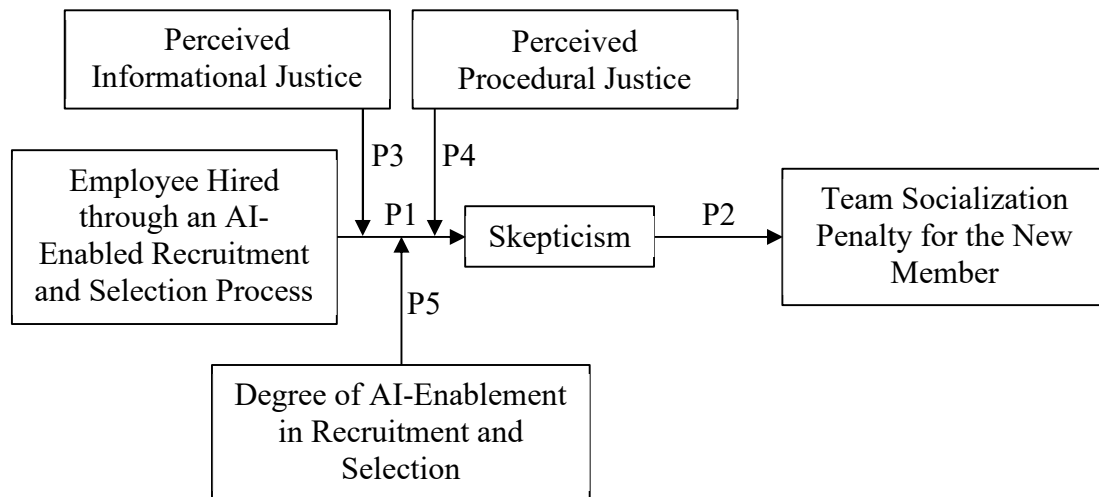 Perceived
Informational Justice
Perceived
Procedural Justice
P3
P4
Employee Hired
through an AI-
Enabled Recruitment
and Selection Process
P1
Skepticism
P2
Team Socialization
Penalty for the New
Member
P5
Degree of AI-Enablement
in Recruitment and
Selection